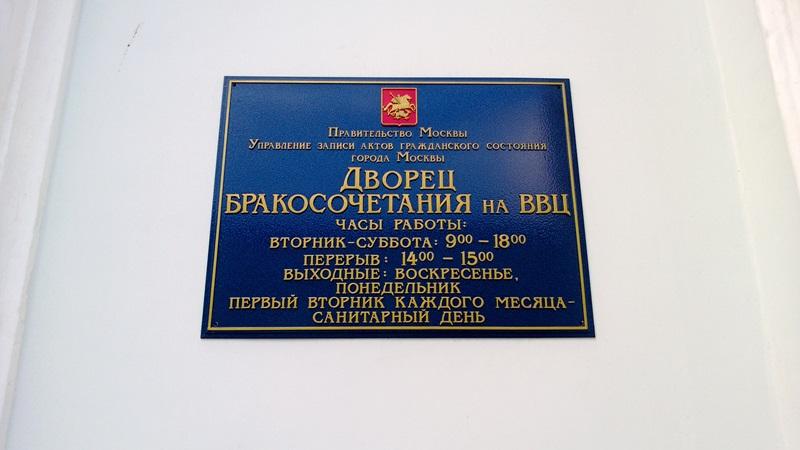 Правительство Москвы
Управление записи актов гражданского состояния
города Москвы
Дворец
бракосочетания на ВВЦ
часы работы:
вторник-суббота: 9⁰⁰ – 18⁰⁰
перерыв: 14⁰⁰ – 15⁰⁰
выходные: воскресенье,
понедельник
первый вторник каждого месяца-
санитарный день